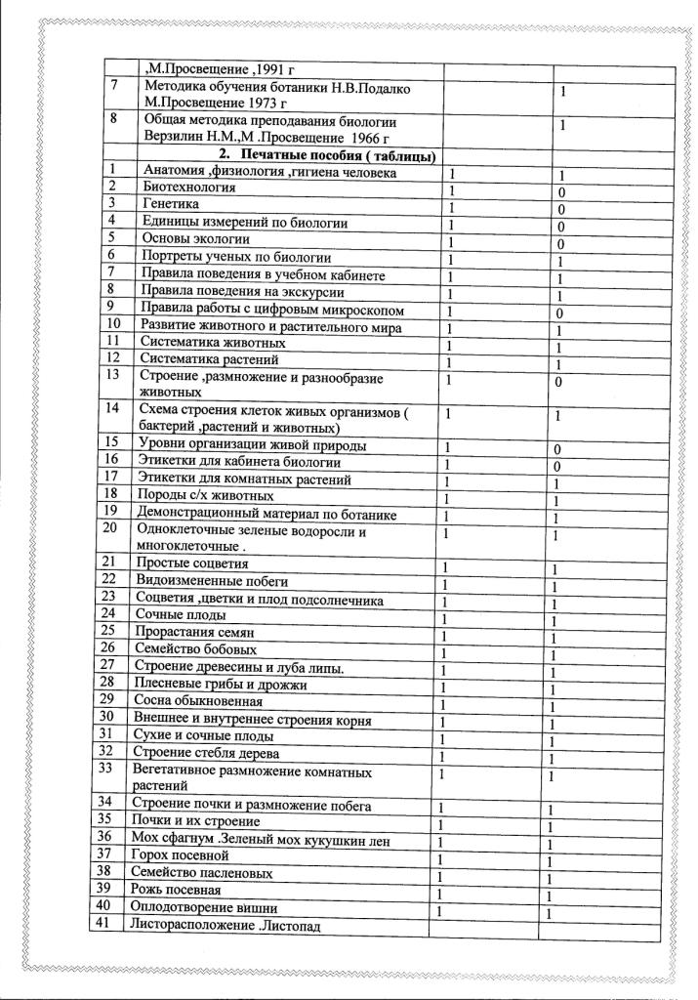 ,М.Просвещение ,1991 г
7 Методика обучения ботаники Н.В.Подалко 1
М.Просвещение 1973 г
8 Общая методика преподавания биологии 1
Верзилин Н.М.,М .Просвещение 1966 г
2. Печатные пособия ( таблицы)
1 Анатомия ,физиология ,гигиена человека 1 1
2 Биотехнология 1 0
3 Генетика 1 0
4 Единицы измерений по биологии 1 0
5 Основы экологии 1 0
6 Портреты ученых по биологии 1 1
7 Правила поведения в учебном кабинете 1 1
8 Правила поведения на экскурсии 1 1
9 Правила работы с цифровым микроскопом 1 0
10 Развитие животного и растительного мира 1 1
11 Систематика животных 1 1
12 Систематика растений 1 1
13 Строение ,размножение и разнообразие 1 0
животных
14 Схема строения клеток живых организмов ( 1 1
бактерий ,растений и животных)
15 Уровни организации живой природы 1 0
16 Этикетки для кабинета биологии 1 0
17 Этикетки для комнатных растений 1 1
18 Породы с/х животных 1 1
19 Демонстрационный материал по ботанике 1 1
20 Одноклеточные зеленые водоросли и 1 1
многоклеточные .
21 Простые соцветия 1 1
22 Видоизмененные побеги 1 1
23 Соцветия ,цветки и плод подсолнечника 1 1
24 Сочные плоды 1 1
25 Прорастания семян 1 1
26 Семейство бобовых 1 1
27 Строение древесины и луба липы. 1 1
28 Плесневые грибы и дрожжи 1 1
29 Сосна обыкновенная 1 1
30 Внешнее и внутреннее строения корня 1 1
31 Сухие и сочные плоды 1 1
32 Строение стебля дерева 1 1
33 Вегетативное размножение комнатных 1 1
растений
34 Строение почки и размножение побега 1 1
35 Почки и их строение 1 1
36 Мох сфагнум .Зеленый мох кукушкин лен 1 1
37 Горох посевной 1 1
38 Семейство пасленовых 1 1
39 Рожь посевная 1 1
40 Оплодотворение вишни 1 1
41 Листорасположение .Листопад